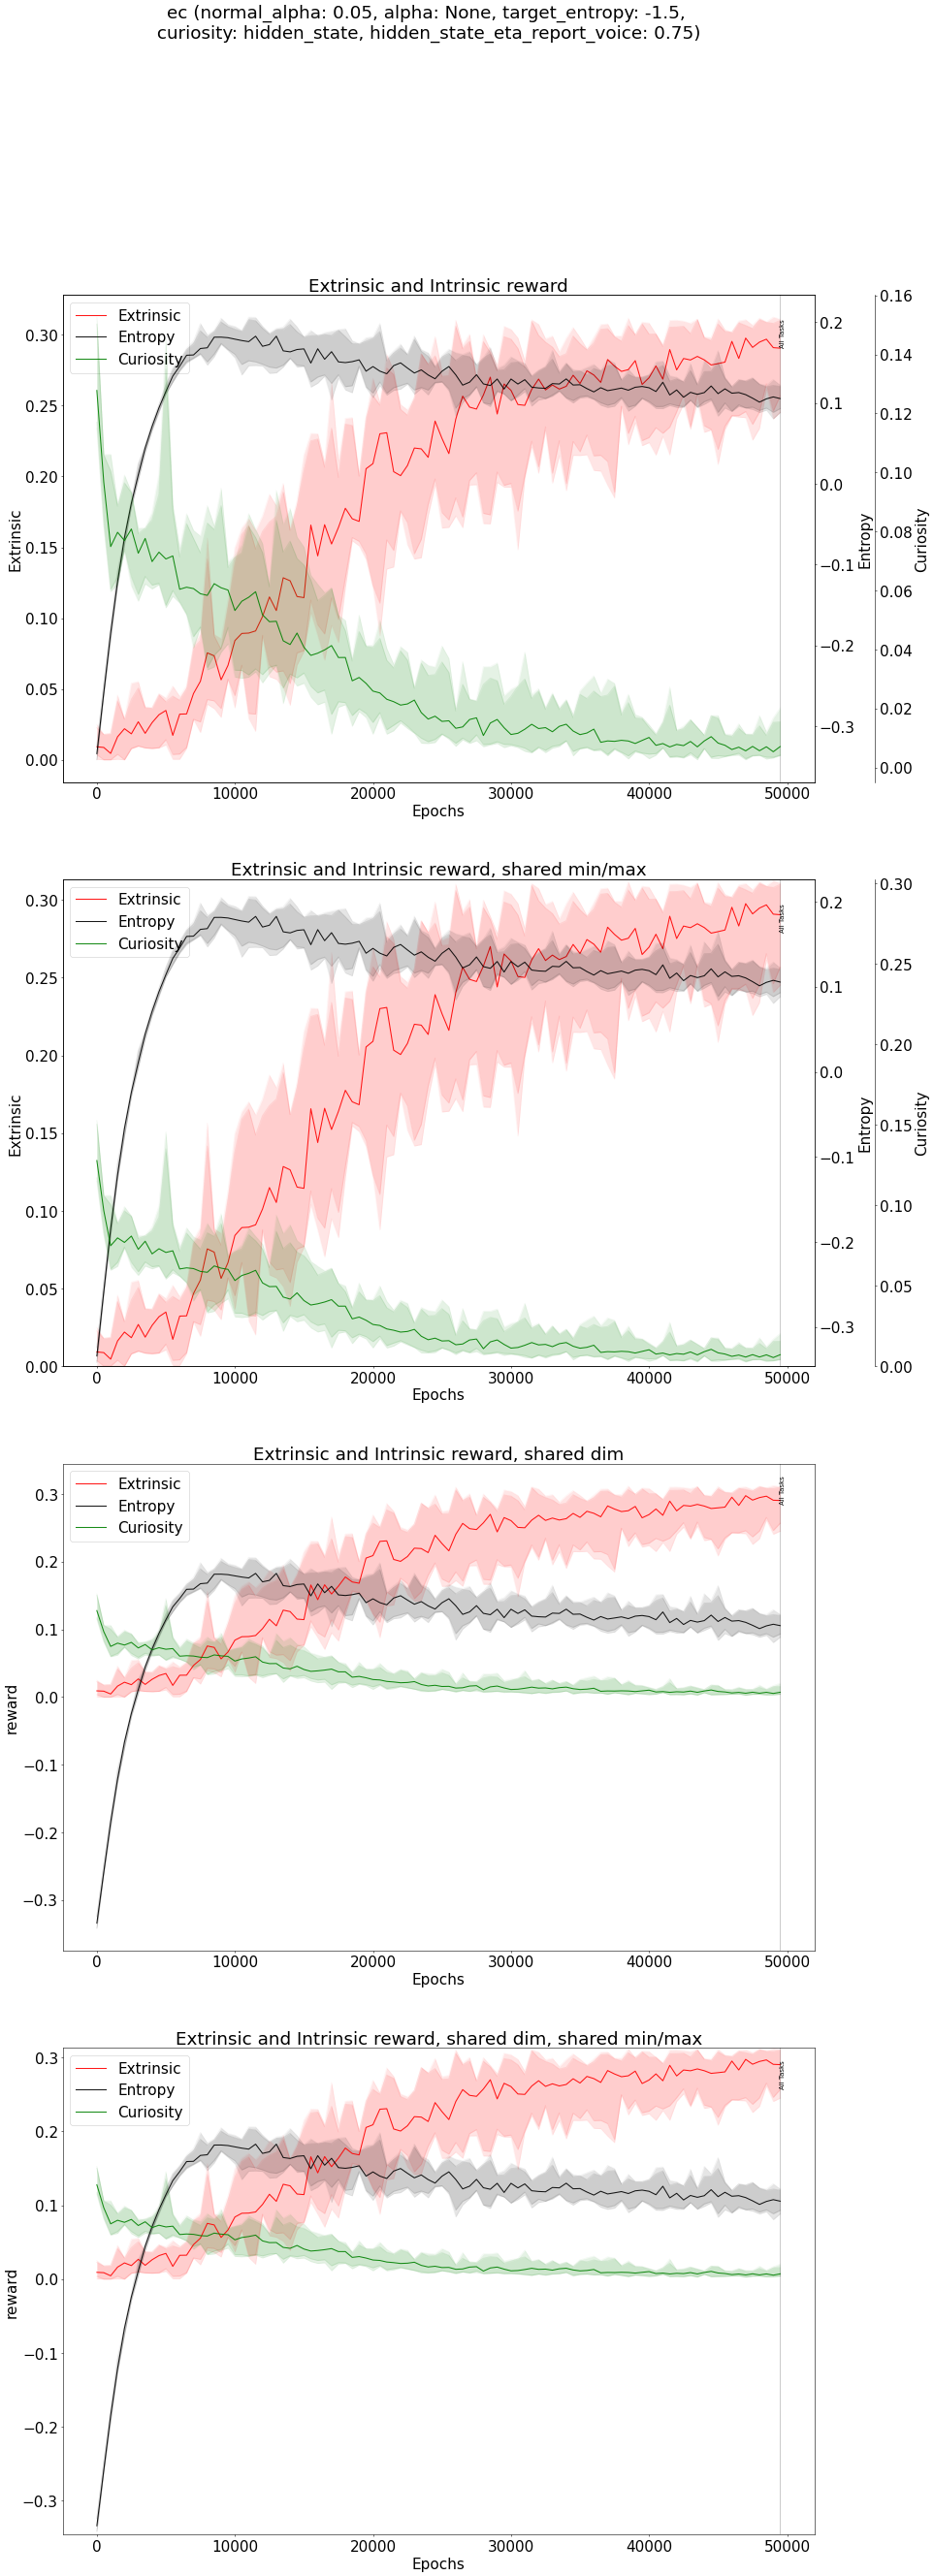 ec (normal_alpha: 0.05, alpha: None, target_entropy: -1.5,
curiosity: hidden_state, hidden_state_eta_report_voice: 0.75)
Extrinsic and Intrinsic reward
Extrinsic
Entropy
Curiosity
All Tasks
0.30
0.25
0.20
0.15
0.10
0.05
0.00
Extrinsic
0.2
0.1
0.0
−0.1
−0.2
−0.3
Entropy
0.16
0.14
0.12
0.10
0.08
0.06
0.04
0.02
0.00
Curiosity
0 10000 20000 30000 40000 50000
Epochs
Extrinsic and Intrinsic reward, shared min/max
Extrinsic
Entropy
Curiosity
All Tasks
0.30
0.25
0.20
0.15
0.10
0.05
0.00
Extrinsic
0.2
0.1
0.0
−0.1
−0.2
−0.3
Entropy
0.30
0.25
0.20
0.15
0.10
0.05
0.00
Curiosity
0 10000 20000 30000 40000 50000
Epochs
Extrinsic and Intrinsic reward, shared dim
Extrinsic
Entropy
Curiosity
All Tasks
0.3
0.2
0.1
0.0
−0.1
−0.2
−0.3
reward
0 10000 20000 30000 40000 50000
Epochs
Extrinsic and Intrinsic reward, shared dim, shared min/max
Extrinsic
Entropy
Curiosity
All Tasks
0.3
0.2
0.1
0.0
−0.1
−0.2
−0.3
reward
0 10000 20000 30000 40000 50000
Epochs